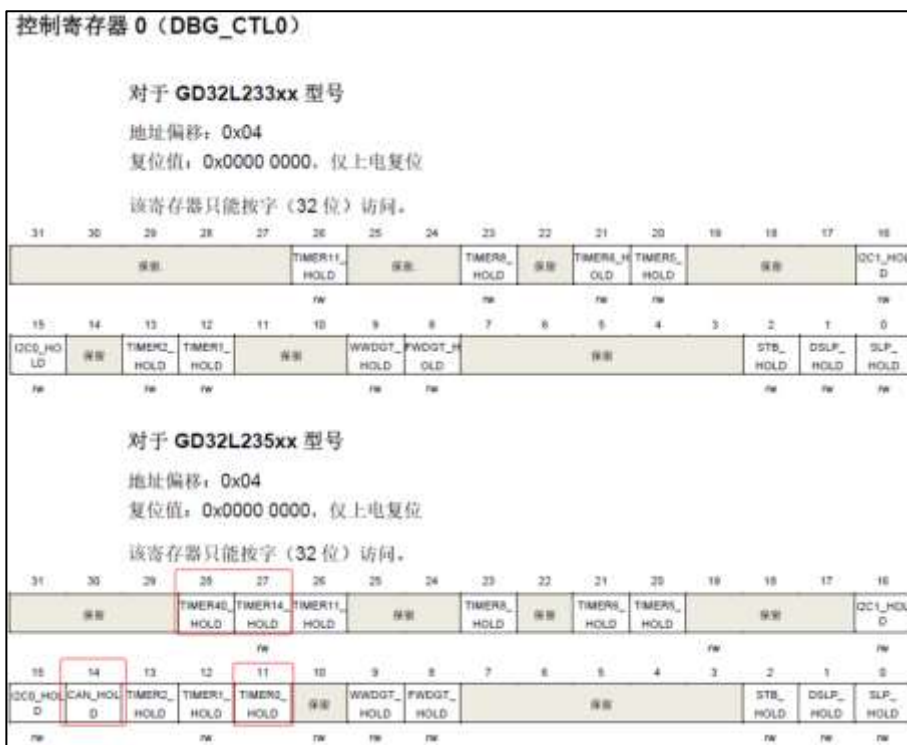 控制寄存器 0（DBG_CTL0）
对于 GD32L233xx 型号
地址偏移：0x04
复位值：0x0000 0000，仅上电复位
该寄存器只能按字（32 位）访问。
31 30 29 28 27 26 25 24 23 22 21 20 19 18 17 16
保留 TIMER11_HOLD 保留 TIMER8_HOLD 保留 TIMER6_HOLD TIMER5_HOLD 保留 I2C1_HOLD
rw rw rw rw rw
15 14 13 12 11 10 9 8 7 6 5 4 3 2 1 0
I2C0_HOLD 保留 TIMER2_HOLD TIMER1_HOLD 保留 WWDGT_HOLD FWDGT_HOLD 保留 STB_HOLD DSLP_HOLD SLP_HOLD
rw rw rw rw rw rw rw rw
对于 GD32L235xx 型号
地址偏移：0x04
复位值：0x0000 0000，仅上电复位
该寄存器只能按字（32 位）访问。
31 30 29 28 27 26 25 24 23 22 21 20 19 18 17 16
保留 TIMER40_HOLD TIMER14_HOLD TIMER11_HOLD 保留 TIMER8_HOLD 保留 TIMER6_HOLD TIMER5_HOLD 保留 I2C1_HOLD
rw rw rw
15 14 13 12 11 10 9 8 7 6 5 4 3 2 1 0
I2C0_HOLD CAN_HOLD TIMER2_HOLD TIMER1_HOLD TIMER0_HOLD 保留 WWDGT_HOLD FWDGT_HOLD 保留 STB_HOLD DSLP_HOLD SLP_HOLD
rw rw rw rw rw rw rw rw